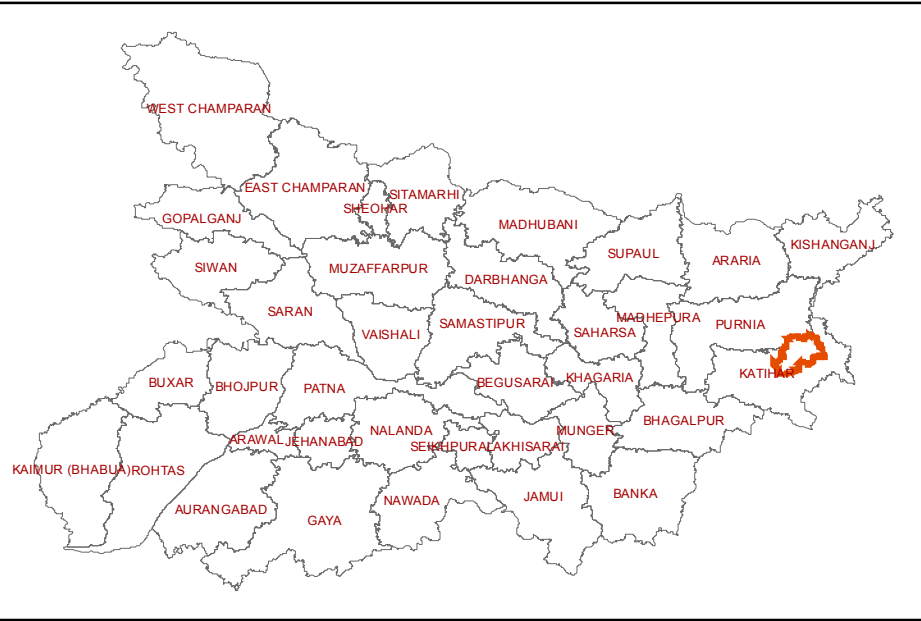 WEST CHAMPARAN
EAST CHAMPARAN
SITAMARHI
SHEOHAR
GOPALGANJ
MADHUBANI
KISHANGANJ
SUPAUL
ARARIA
SIWAN
MUZAFFARPUR
DARBHANGA
SARAN
MADHEPURA
SAMASTIPUR
PURNIA
VAISHALI
SAHARSA
KATIHAR
BUXAR
BHOJPUR
PATNA
BEGUSARAI
KHAGARIA
BHAGALPUR
NALANDA
MUNGER
ARAWAL
JEHANABAD
SEIKHPURA
LAKHISARAI
KAIMUR (BHABUA)
ROHTAS
JAMUI
BANKA
NAWADA
AURANGABAD
GAYA